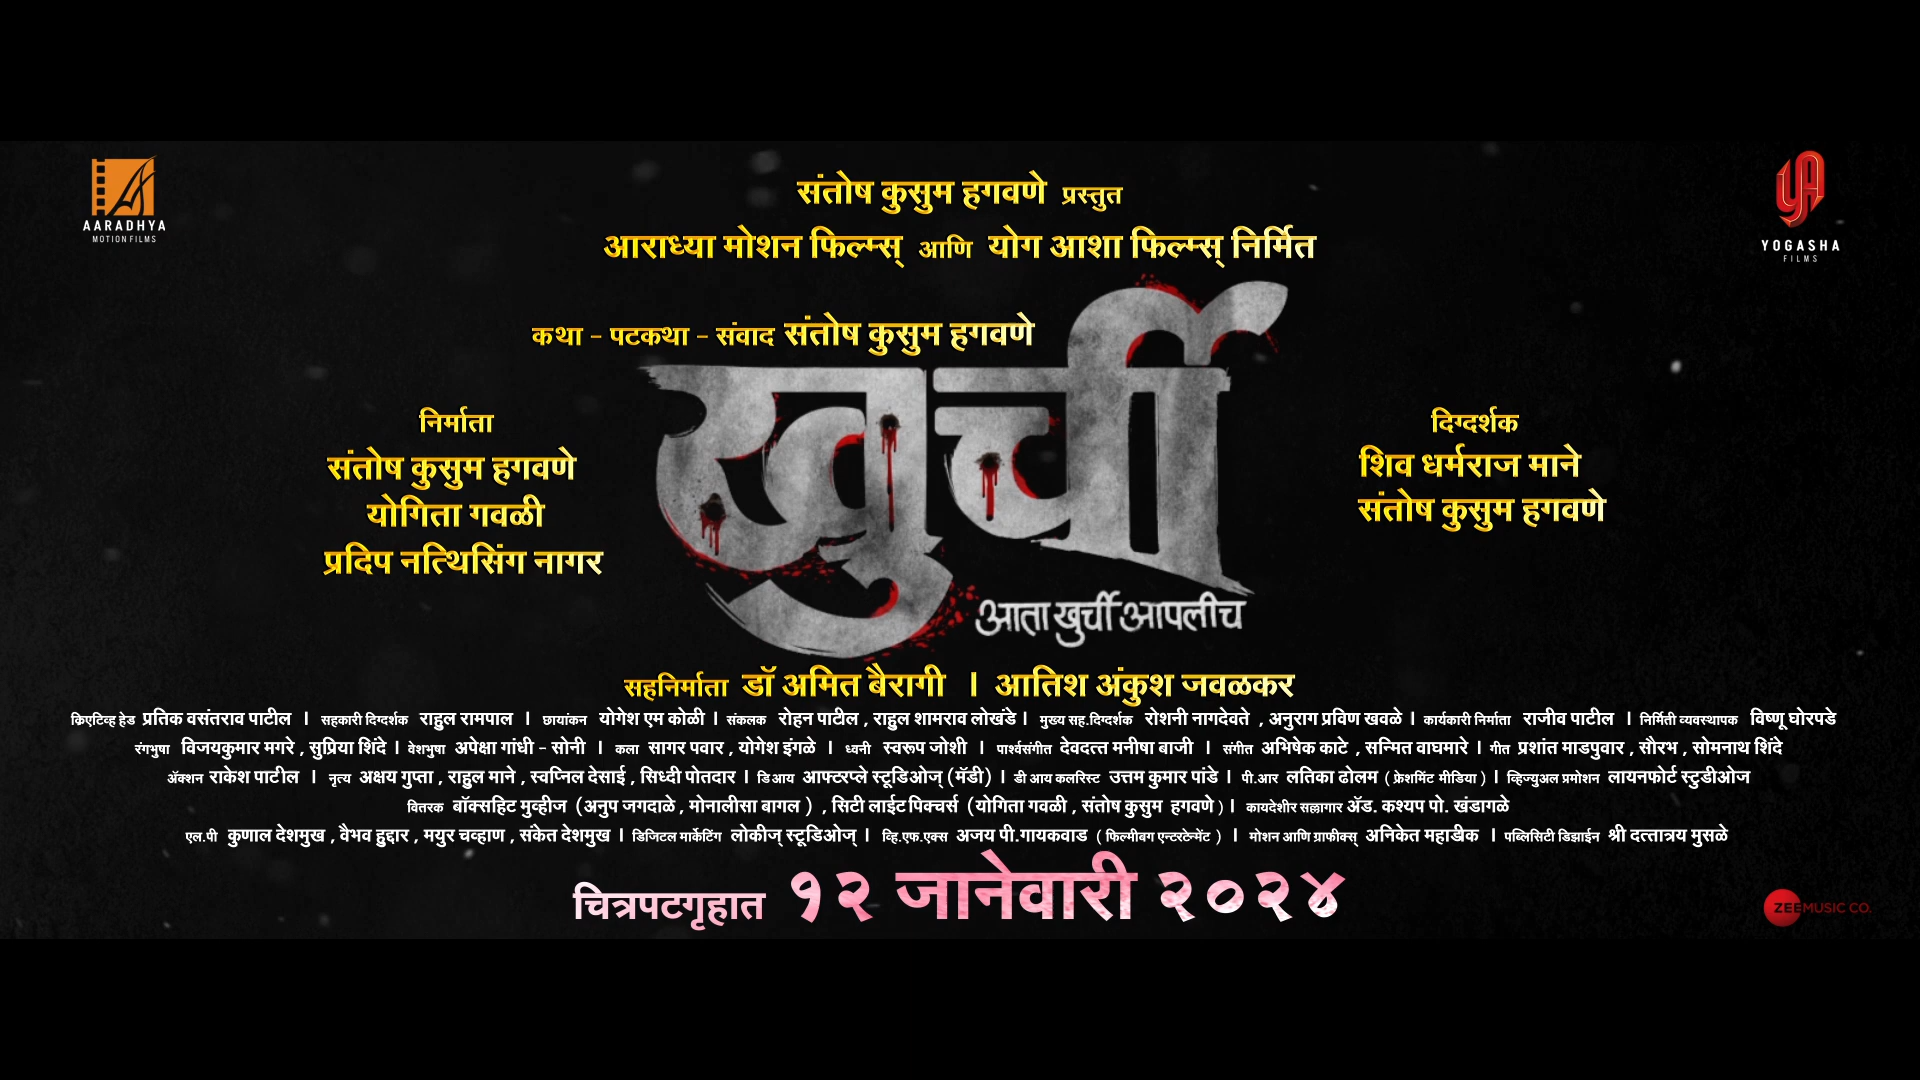 AARADHYA
MOTION FILMS
YOGASHA
FILMS
संतोष कुसुम हगवणे प्रस्तुत
आराध्या मोशन फिल्म्स् आणि योग आशा फिल्म्स् निर्मित
कथा - पटकथा - संवाद संतोष कुसुम हगवणे
खुर्ची
आता खुर्ची आपलीच
निर्माता
संतोष कुसुम हगवणे
योगिता गवळी
प्रदिप नत्थिसिंग नागर
दिग्दर्शक
शिव धर्मराज माने
संतोष कुसुम हगवणे
सहनिर्माता डॉ अमित बैरागी । आतिश अंकुश जवळकर
क्रिएटिव्ह हेड प्रतिक वसंतराव पाटील । सहकारी दिग्दर्शक राहुल रामपाल । छायांकन योगेश एम कोळी । संकलक रोहन पाटील , राहुल शामराव लोखंडे । मुख्य सह.दिग्दर्शक रोशनी नागदेवते , अनुराग प्रविण खवळे । कार्यकारी निर्माता राजीव पाटील । निर्मिती व्यवस्थापक विष्णू घोरपडे
रंगभुषा विजयकुमार मगरे , सुप्रिया शिंदे । वेशभुषा अपेक्षा गांधी - सोनी । कला सागर पवार , योगेश इंगळे । ध्वनी स्वरूप जोशी । पार्श्वसंगीत देवदत्त मनीषा बाजी । संगीत अभिषेक काटे , सन्मित वाघमारे । गीत प्रशांत माडपुवार , सौरभ , सोमनाथ शिंदे
ॲक्शन राकेश पाटील । नृत्य अक्षय गुप्ता , राहुल माने , स्वप्निल देसाई , सिध्दी पोतदार । डि आय आफ्टरप्ले स्टूडिओज् (मॅडी) । डी आय कलरिस्ट उत्तम कुमार पांडे । पी.आर लतिका ढोलम ( फ्रेशमिंट मीडिया ) । व्हिज्युअल प्रमोशन लायनफोर्ट स्टुडीओज
वितरक बॉक्सहिट मुव्हीज (अनुप जगदाळे , मोनालीसा बागल ) , सिटी लाईट पिक्चर्स (योगिता गवळी , संतोष कुसुम हगवणे ) । कायदेशीर सल्लागार ॲड. कश्यप पो. खंडागळे
एल.पी कुणाल देशमुख , वैभव हुद्दार , मयुर चव्हाण , संकेत देशमुख । डिजिटल मार्केटिंग लोकीज् स्टूडिओज् । व्हि.एफ.एक्स अजय पी.गायकवाड ( फिल्मीबग एन्टरटेन्मेंट ) । मोशन आणि ग्राफीक्स् अनिकेत महाडीक । पब्लिसिटी डिझाईन श्री दत्तात्रय मुसळे
चित्रपटगृहात १२ जानेवारी २०२४
ZEE MUSIC CO.